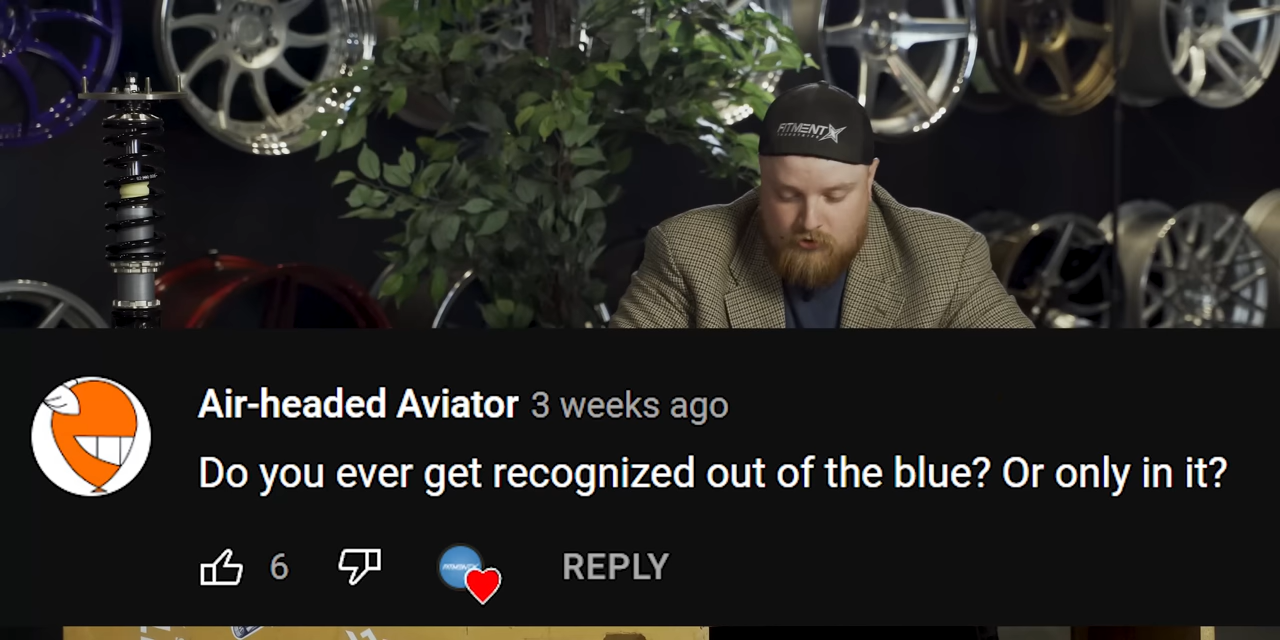 FITMENT
Air-headed Aviator 3 weeks ago
Do you ever get recognized out of the blue? Or only in it?
6
REPLY